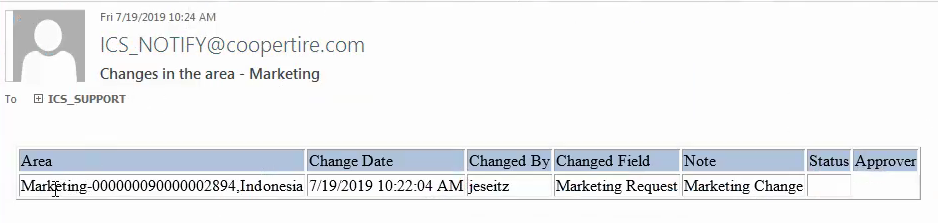 Fri 7/19/2019 10:24 AM
ICS_NOTIFY@coopertire.com
Changes in the area - Marketing
To ICS_SUPPORT
Area Change Date Changed By Changed Field Note Status Approver
Marketing-000000090000002894,Indonesia 7/19/2019 10:22:04 AM jeseitz Marketing Request Marketing Change